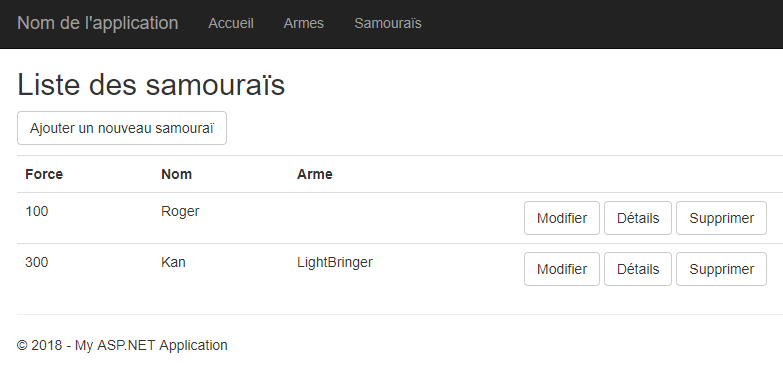 Nom de l'application Accueil Armes Samouraïs
Liste des samouraïs
Ajouter un nouveau samouraï
Force Nom Arme
100 Roger Modifier Détails Supprimer
300 Kan LightBringer Modifier Détails Supprimer
© 2018 - My ASP.NET Application